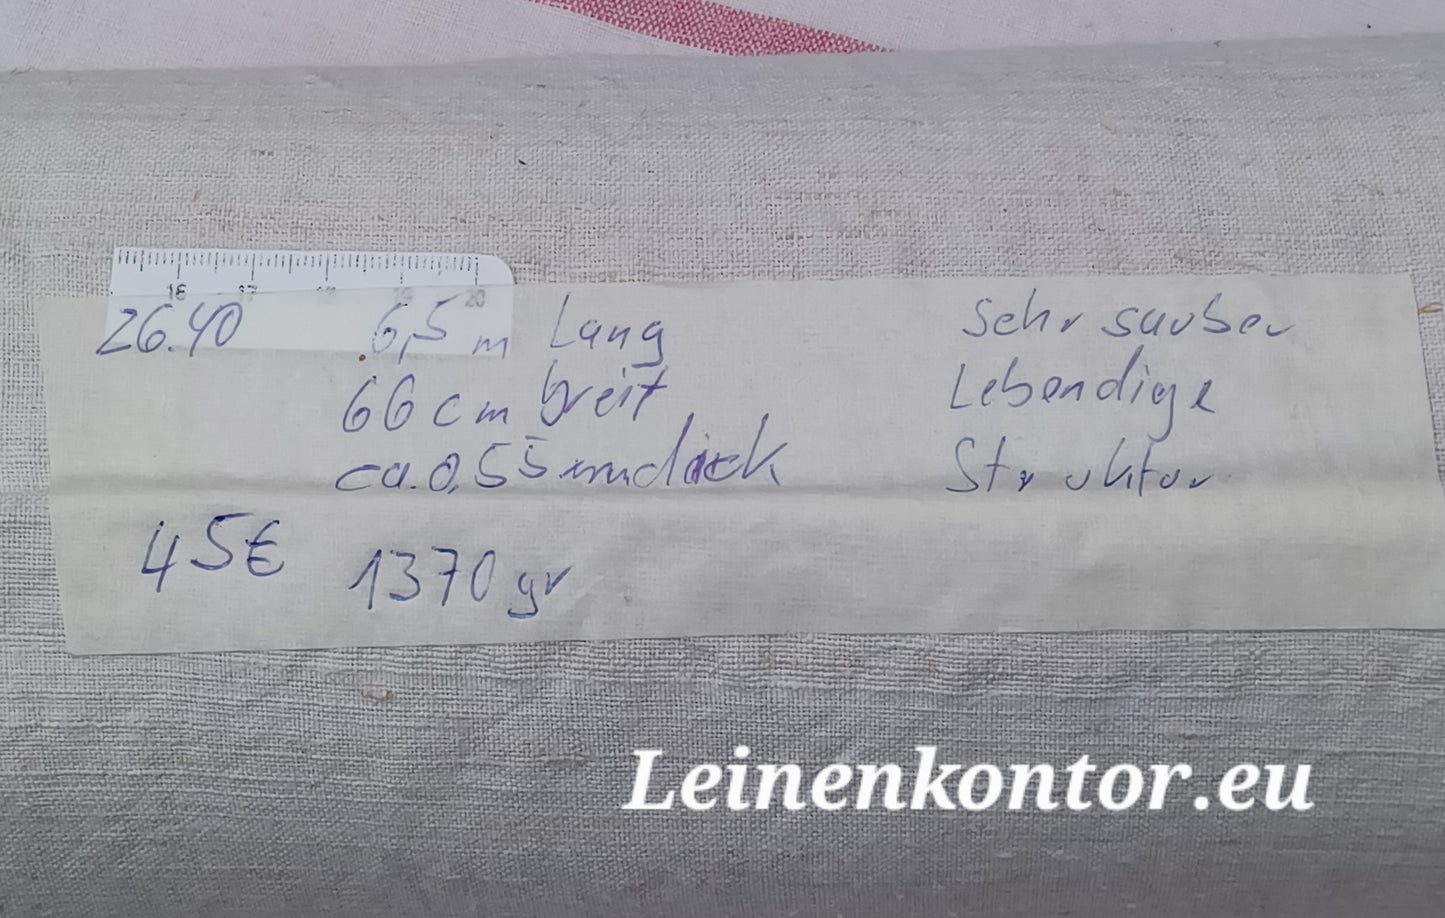 16 17 18 19 20
26.40 6,5 m Lang
66 cm breit
ca. 0,55 mm dick
45€ 1370 gr
Sehr sauber
Lebendige
Struktur
Leinenkontor.eu